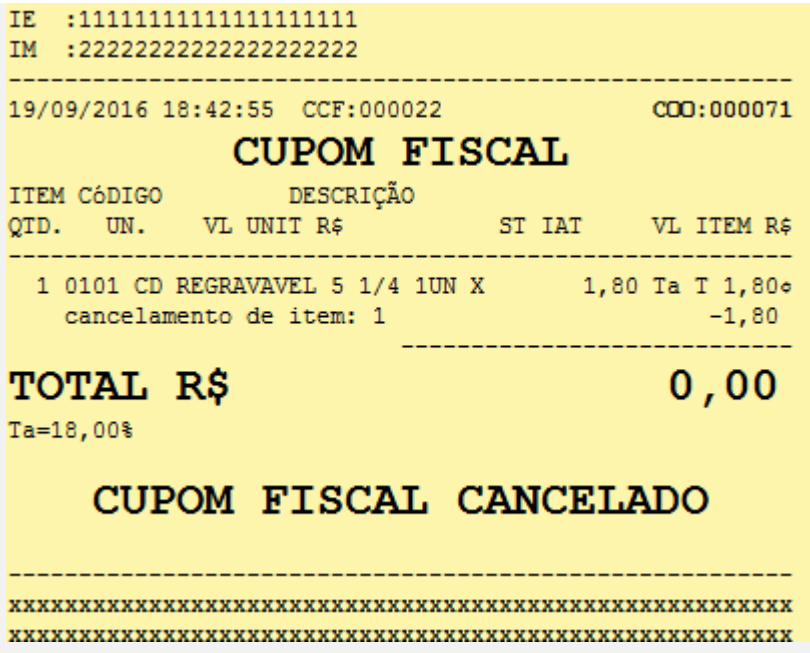 IE  :11111111111111111111
IM  :22222222222222222222
--------------------------------------------------------
19/09/2016 18:42:55  CCF:000022               COO:000071
CUPOM FISCAL
ITEM CóDIGO         DESCRIÇÃO
QTD.   UN.    VL UNIT R$           ST IAT     VL ITEM R$
--------------------------------------------------------
  1 0101 CD REGRAVAVEL 5 1/4 1UN X       1,80 Ta T 1,80¢
    cancelamento de item: 1                       -1,80
                            ----------------------------
TOTAL R$                0,00
Ta=18,00%
CUPOM FISCAL CANCELADO
--------------------------------------------------------
xxxxxxxxxxxxxxxxxxxxxxxxxxxxxxxxxxxxxxxxxxxxxxxxxxxxxxxx
xxxxxxxxxxxxxxxxxxxxxxxxxxxxxxxxxxxxxxxxxxxxxxxxxxxxxxxx